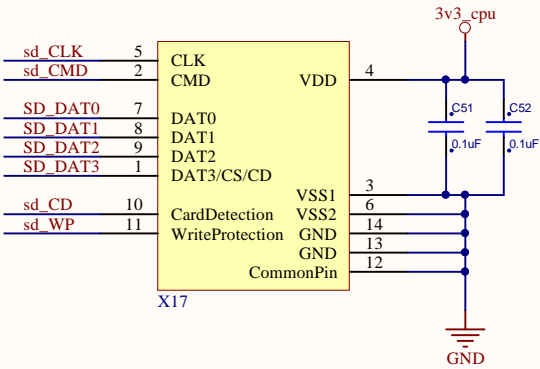 3v3_cpu
sd_CLK 5 CLK
sd_CMD 2 CMD VDD 4
C51 C52
SD_DAT0 7 DAT0
SD_DAT1 8 DAT1
0.1uF 0.1uF
SD_DAT2 9 DAT2
SD_DAT3 1 DAT3/CS/CD
VSS1 3
sd_CD 10 CardDetection VSS2 6
sd_WP 11 WriteProtection GND 14
GND 13
CommonPin 12
X17
GND